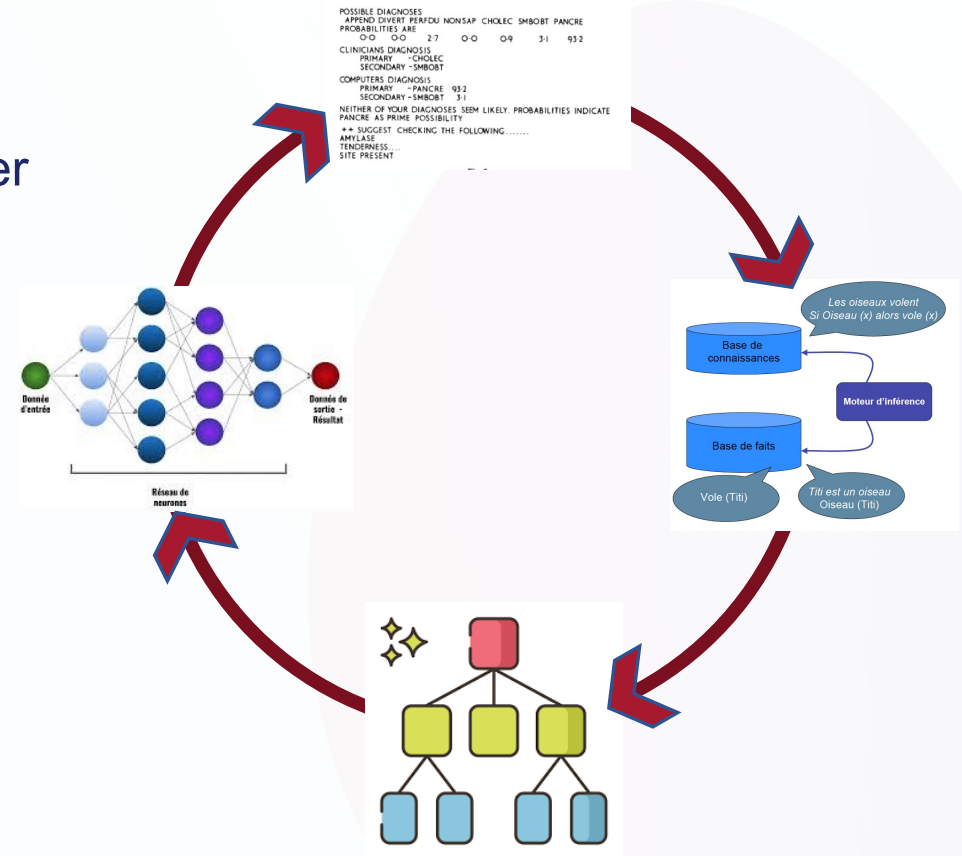 POSSIBLE DIAGNOSES
APPEND DIVERT PERFDU NONSAP CHOLEC SMBOBT PANCRE
PROBABILITIES ARE
0·0 0·0 2·7 0·0 0·9 3·1 93·2
CLINICIANS DIAGNOSIS
PRIMARY -CHOLEC
SECONDARY -SMBOBT
COMPUTERS DIAGNOSIS
PRIMARY -PANCRE 93·2
SECONDARY -SMBOBT 3·1
NEITHER OF YOUR DIAGNOSES SEEM LIKELY. PROBABILITIES INDICATE
PANCRE AS PRIME POSSIBILITY
++ SUGGEST CHECKING THE FOLLOWING.......
AMYLASE
TENDERNESS....
SITE PRESENT
er
Les oiseaux volent
Si Oiseau (x) alors vole (x)
Base de
connaissances
Moteur d'inférence
Base de faits
Vole (Titi)
Titi est un oiseau
Oiseau (Titi)
Donnée
d'entrée
Donnée de
sortie -
Résultat
Réseau de
neurones